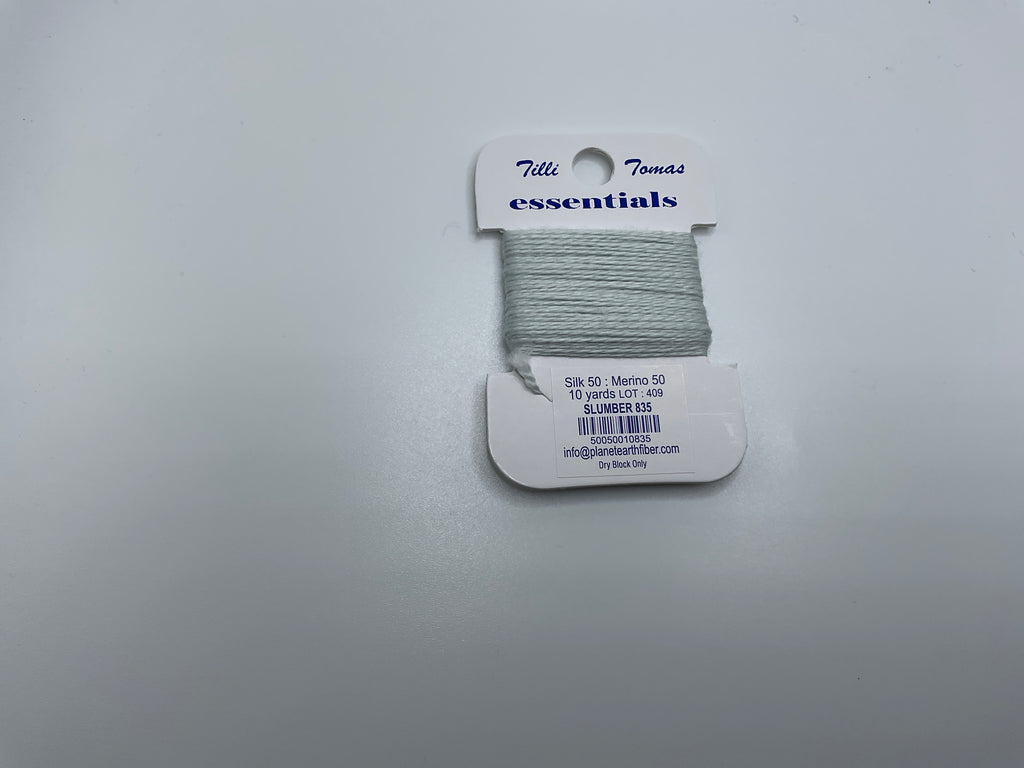 Tilli Tomas
essentials
Silk 50 : Merino 50
10 yards LOT : 409
SLUMBER 835
50050010835
info@planetearthfiber.com
Dry Block Only